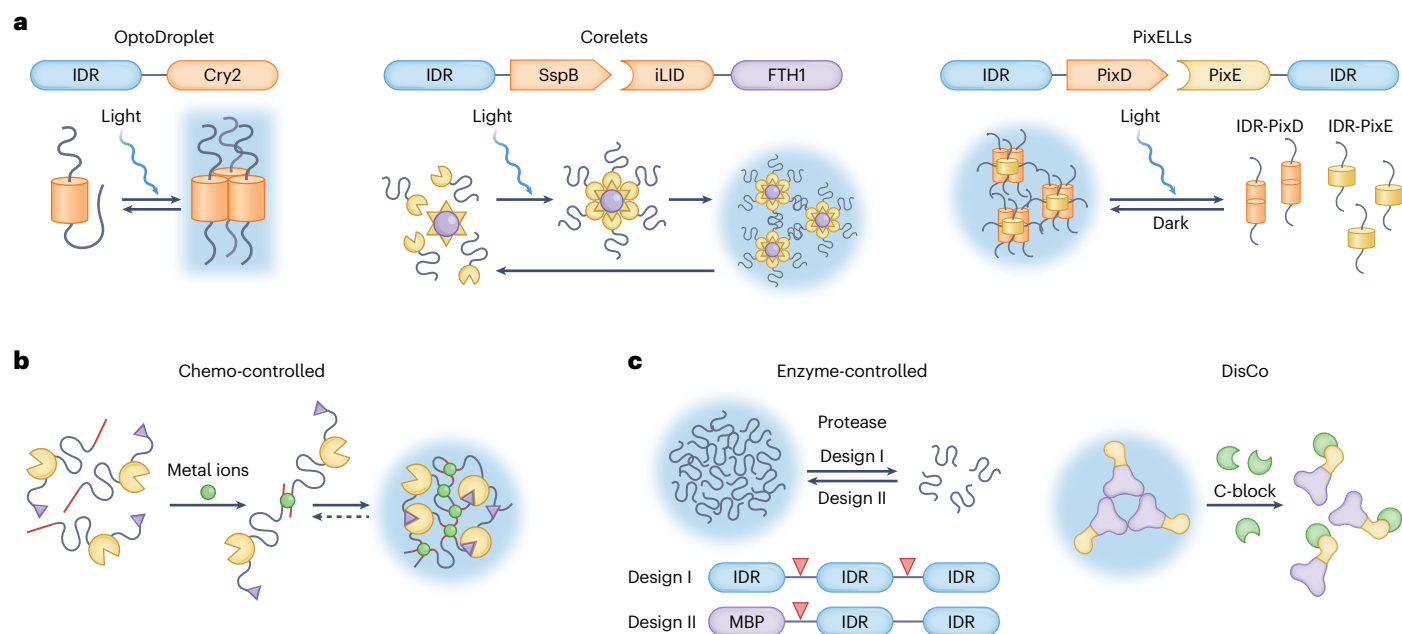 a
OptoDroplet
IDR
Cry2
Light
Corelets
IDR
SspB
iLID
FTH1
Light
PixELLs
IDR
PixD
PixE
IDR
Light
Dark
IDR-PixD
IDR-PixE
b
Chemo-controlled
Metal ions
c
Enzyme-controlled
Protease
Design I
Design II
Design I
IDR
IDR
IDR
Design II
MBP
IDR
IDR
DisCo
C-block